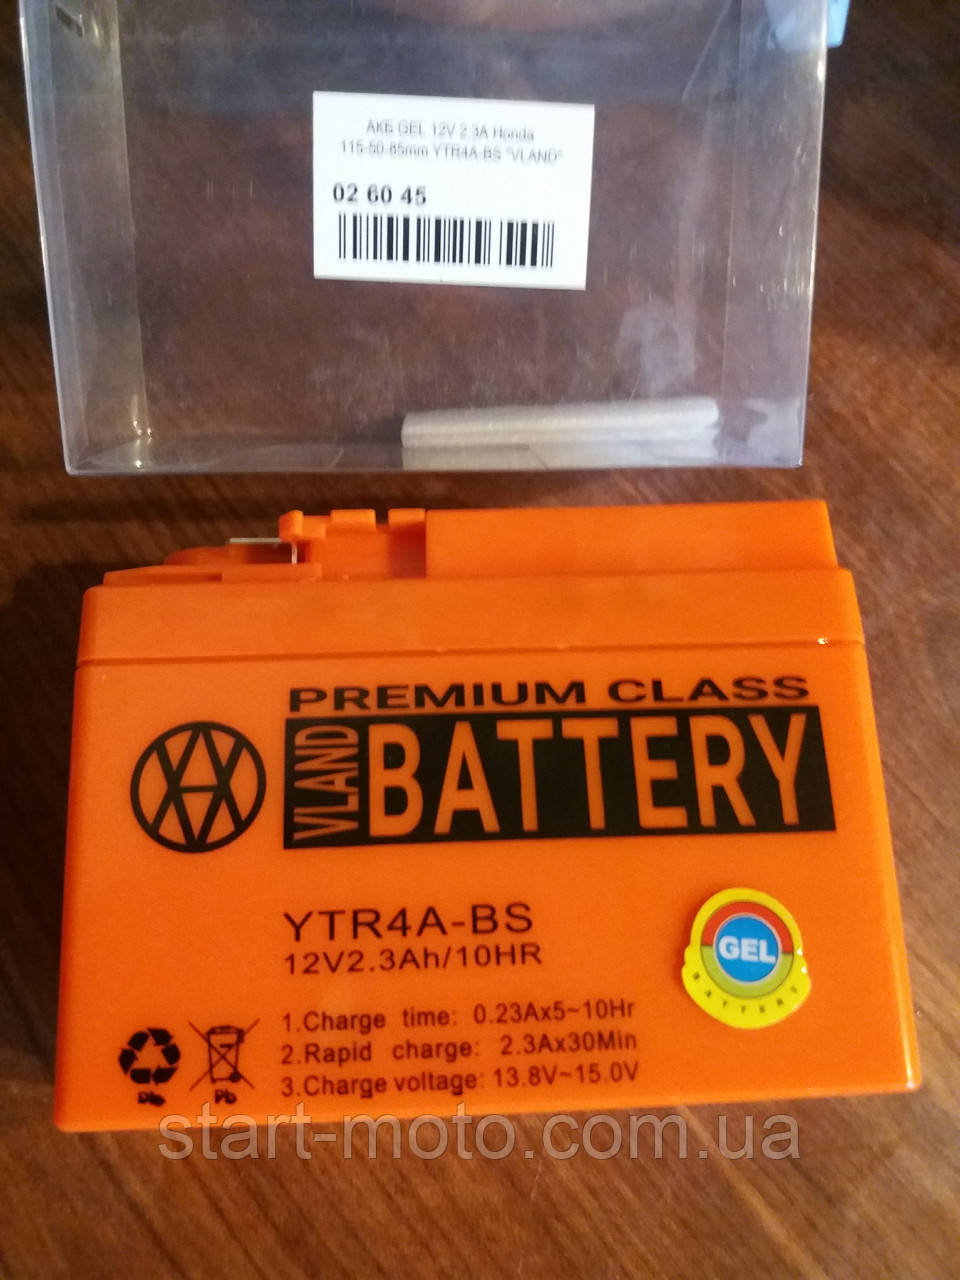 АКБ GEL 12V 2.3A Honda
115-50-85mm YTR4A-BS "VLAND"
02 60 45
PREMIUM CLASS
VLAND
BATTERY
YTR4A-BS
12V2.3Ah/10HR
GEL
BATTERY
1.Charge time: 0.23Ax5~10Hr
2.Rapid charge: 2.3Ax30Min
3.Charge voltage: 13.8V~15.0V
Pb
Pb
start-moto.com.ua